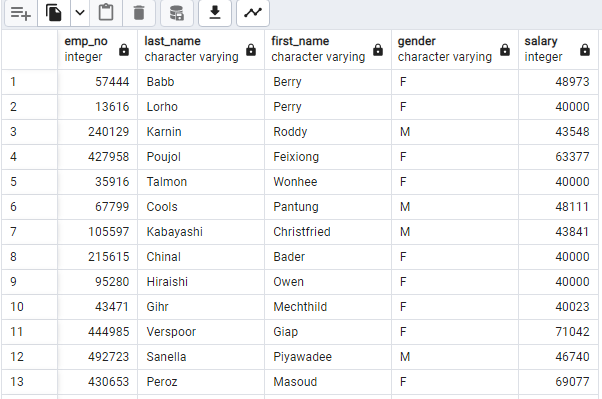 emp_no last_name first_name gender salary
integer character varying character varying character varying integer
1 57444 Babb Berry F 48973
2 13616 Lorho Perry F 40000
3 240129 Karnin Roddy M 43548
4 427958 Poujol Feixiong F 63377
5 35916 Talmon Wonhee F 40000
6 67799 Cools Pantung M 48111
7 105597 Kabayashi Christfried M 43841
8 215615 Chinal Bader F 40000
9 95280 Hiraishi Owen F 40000
10 43471 Gihr Mechthild F 40023
11 444985 Verspoor Giap F 71042
12 492723 Sanella Piyawadee M 46740
13 430653 Peroz Masoud F 69077